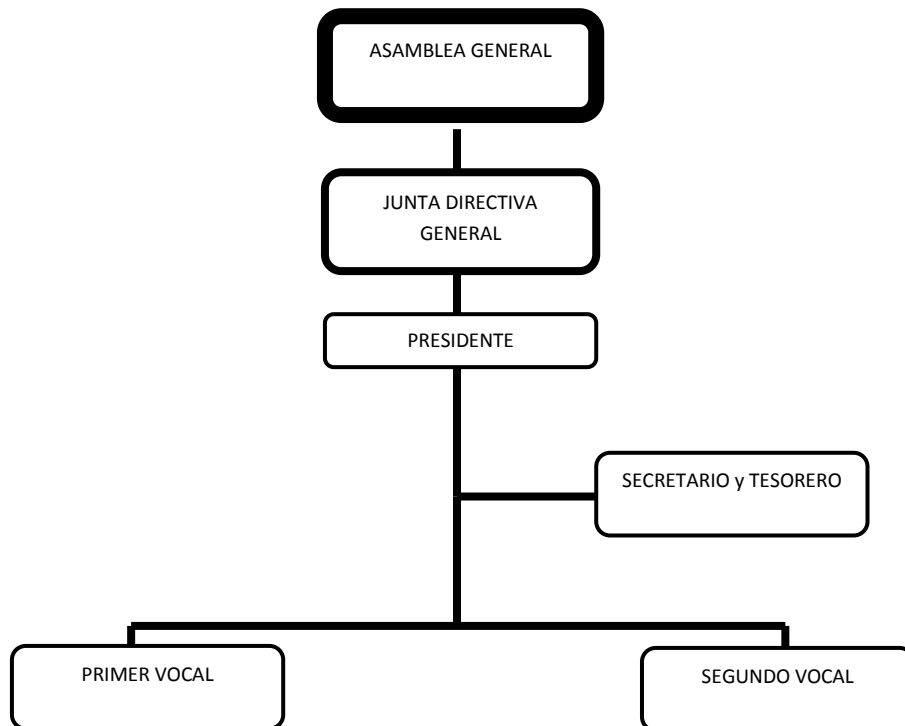 ASAMBLEA GENERAL
JUNTA DIRECTIVA
GENERAL
PRESIDENTE
SECRETARIO y TESORERO
PRIMER VOCAL
SEGUNDO VOCAL